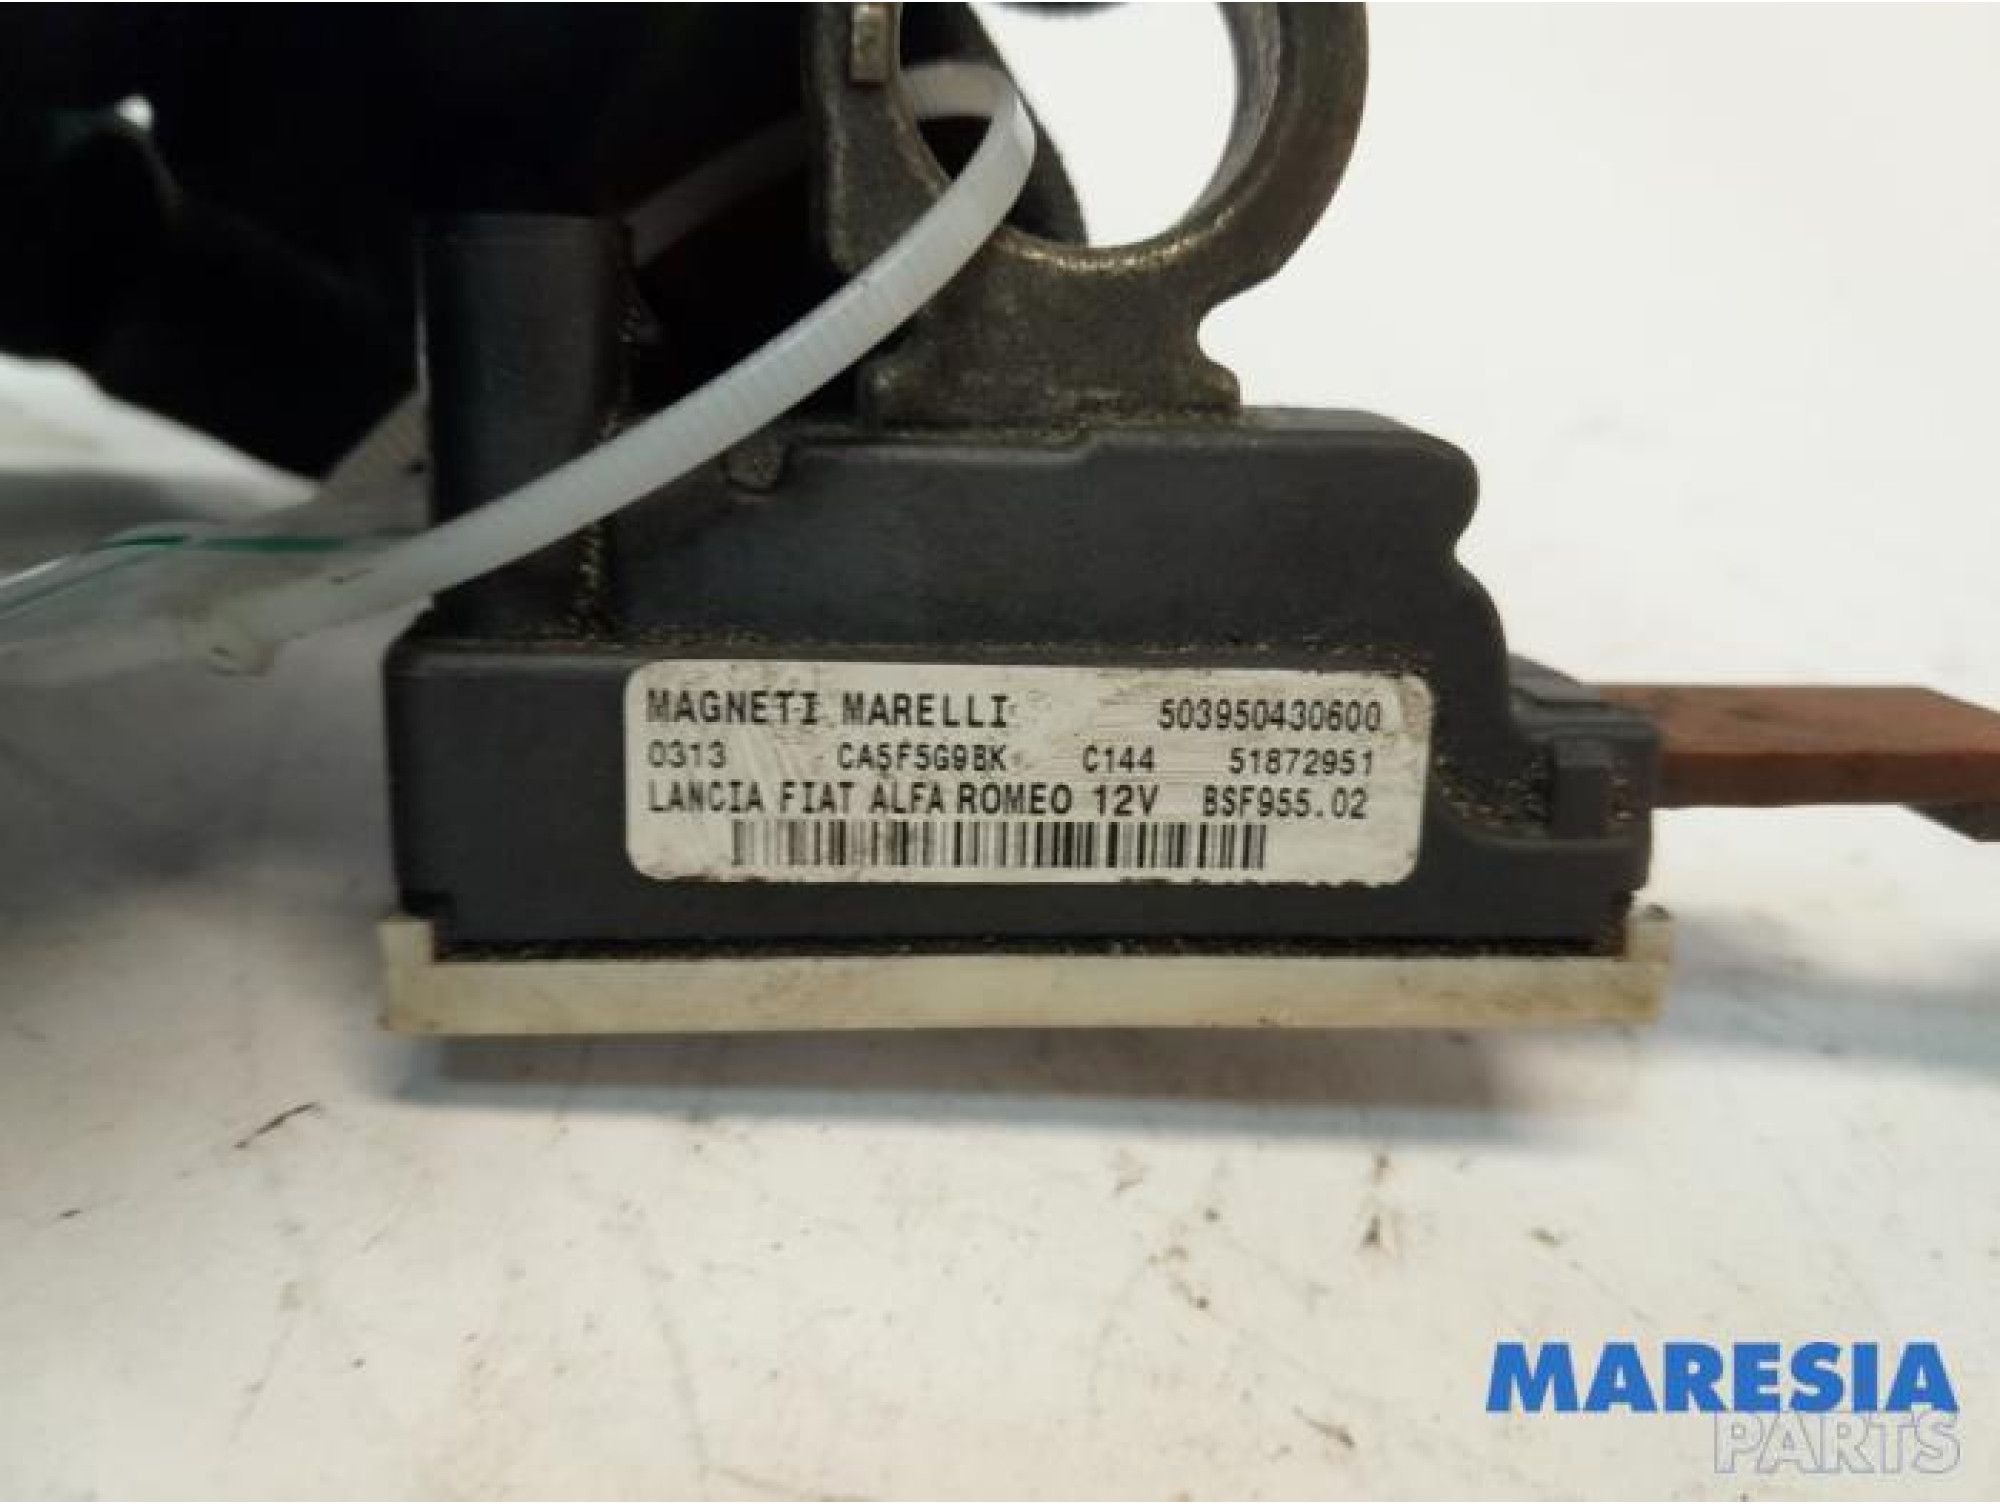 MAGNETI MARELLI 503950430600
0313 CA5F5G9BK C144 51872951
LANCIA FIAT ALFA ROMEO 12V BSF955.02
MARESIA
PARTS